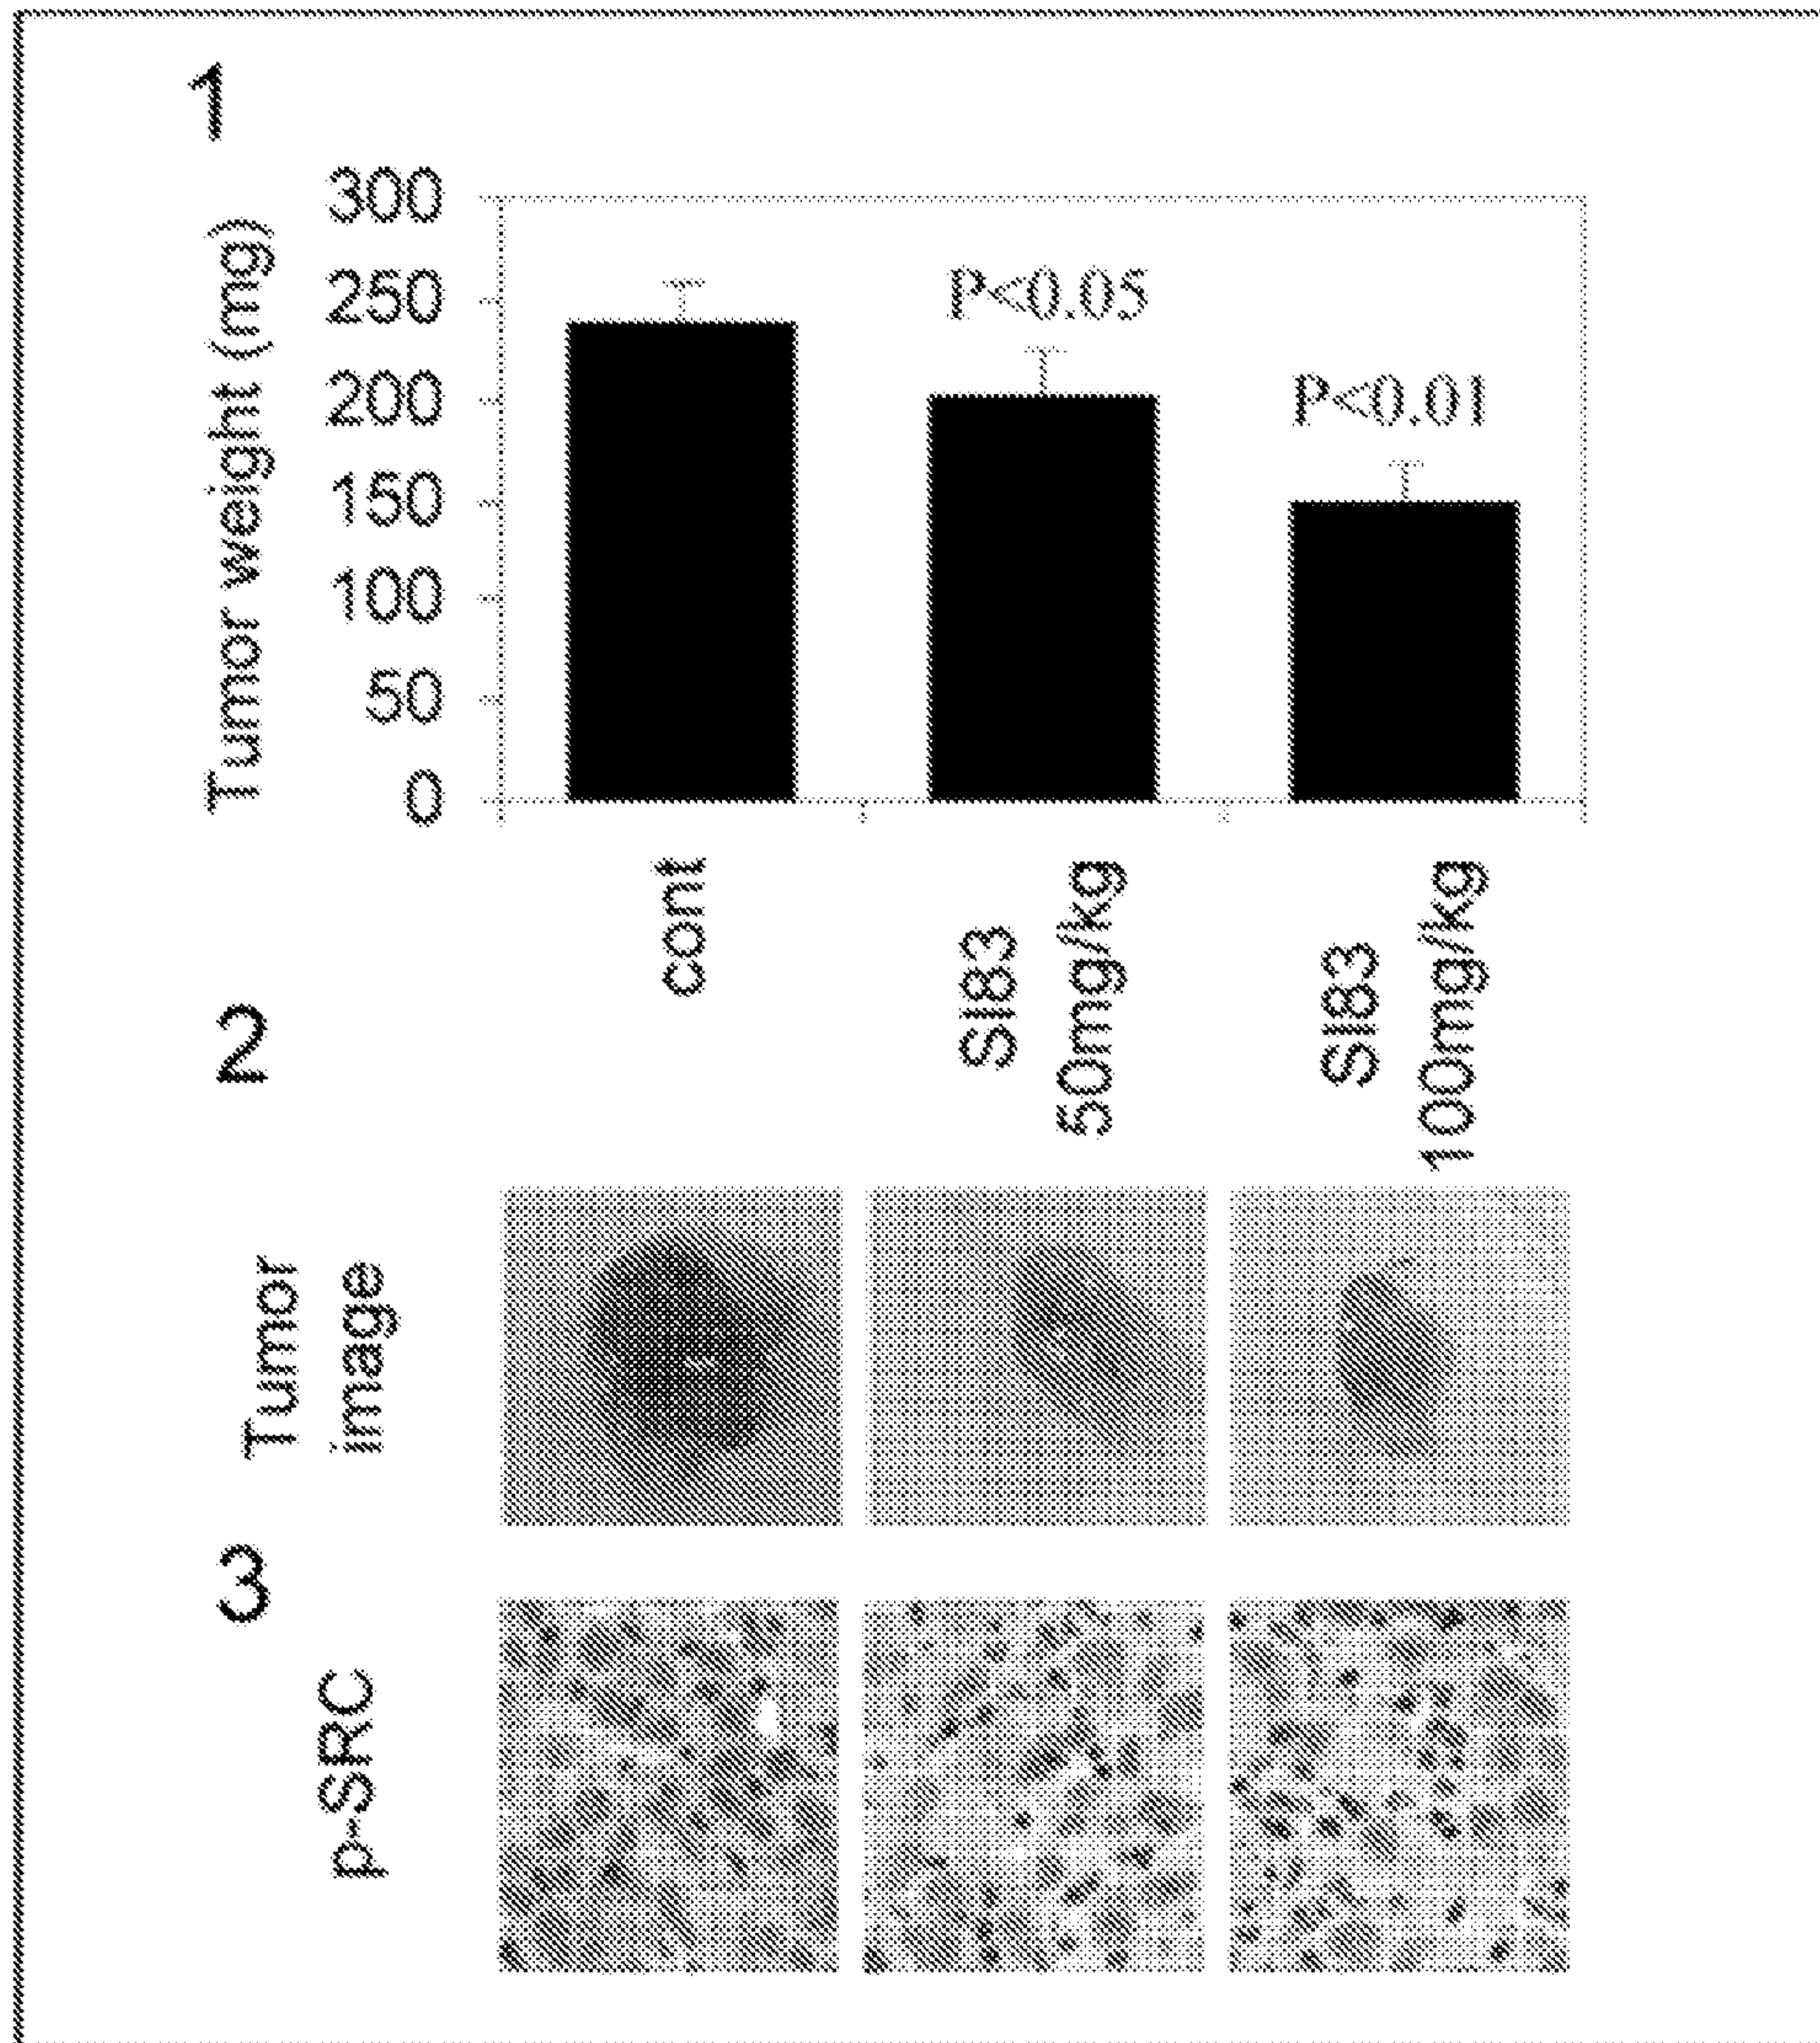 1
Tumor weight (mg)
300
250
200
150
100
50
0
P<0.05
P<0.01
cont
SI83
50mg/kg
SI83
100mg/kg
2
Tumor
image
3
p-SRC